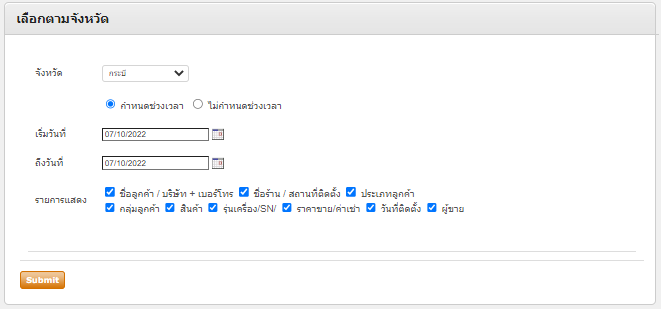 เลือกตามจังหวัด
จังหวัด กระบี่
กำหนดช่วงเวลา ไม่กำหนดช่วงเวลา
เริ่มวันที่ 07/10/2022
ถึงวันที่ 07/10/2022
รายการแสดง ชื่อลูกค้า / บริษัท + เบอร์โทร ชื่อร้าน / สถานที่ติดตั้ง ประเภทลูกค้า
กลุ่มลูกค้า สินค้า รุ่นเครื่อง/SN/ ราคาขาย/ค่าเช่า วันที่ติดตั้ง ผู้ขาย
Submit